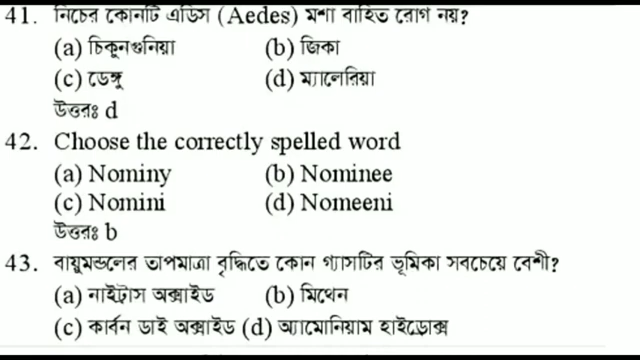 41. নিচের কোনটি এডিস (Aedes) মশা বাহিত রোগ নয়?
(a) চিকুনগুনিয়া (b) জিকা
(c) ডেঙ্গু (d) ম্যালেরিয়া
উত্তরঃ d
42. Choose the correctly spelled word
(a) Nominy (b) Nominee
(c) Nomini (d) Nomeeni
উত্তরঃ b
43. বায়ুমন্ডলের তাপমাত্রা বৃদ্ধিতে কোন গ্যাসটির ভূমিকা সবচেয়ে বেশী?
(a) নাইট্রাস অক্সাইড (b) মিথেন
(c) কার্বন ডাই অক্সাইড (d) অ্যামোনিয়াম হাইড্রোক্স